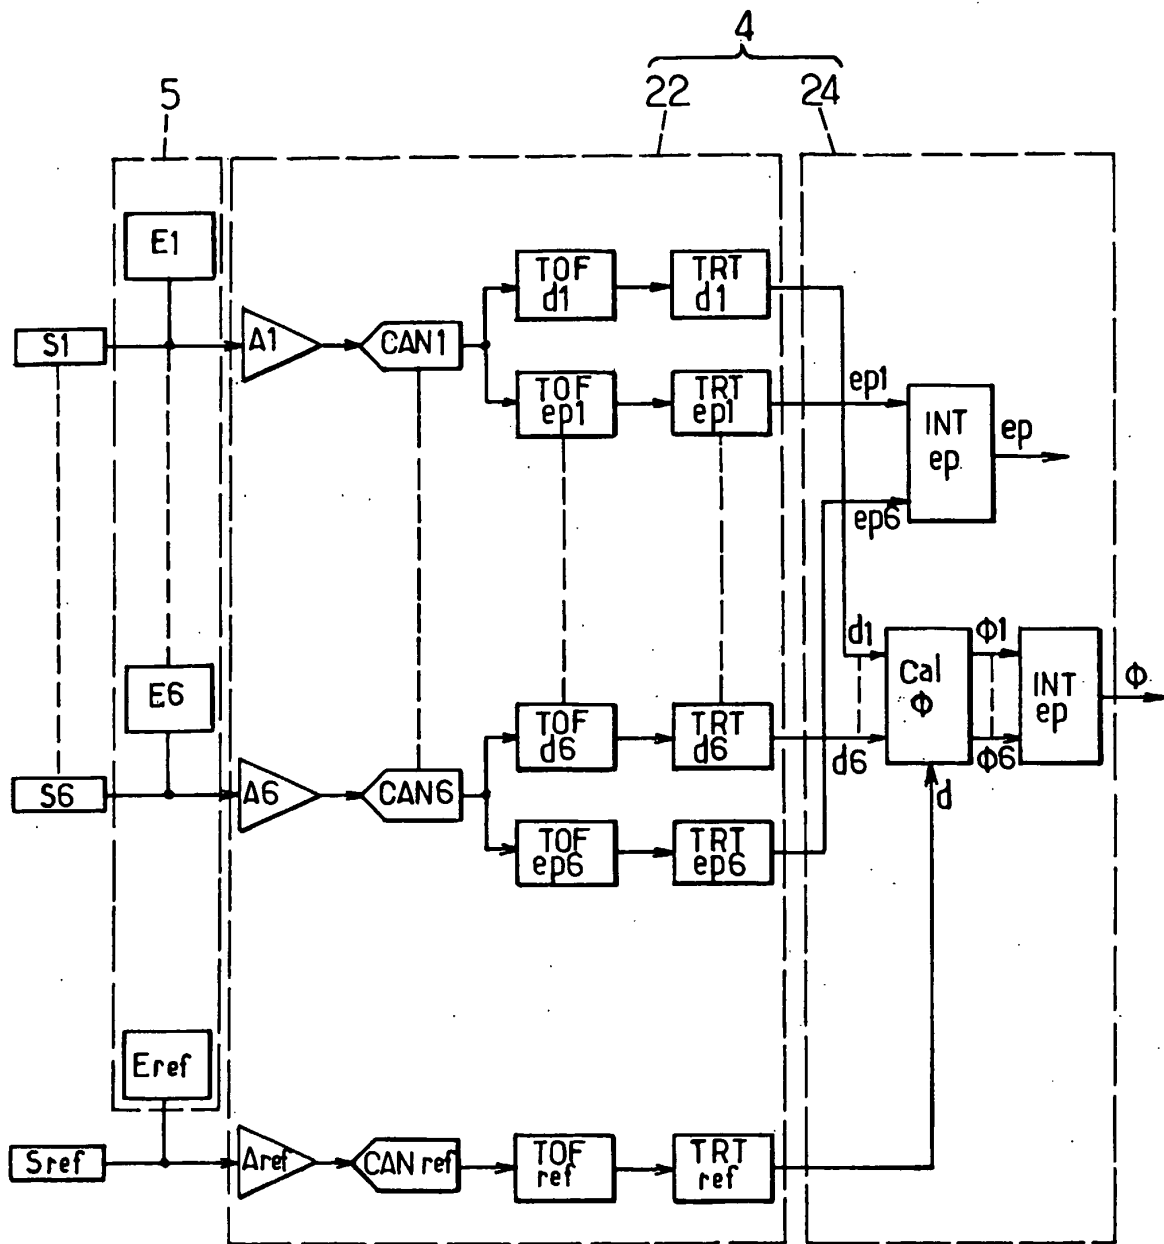 4
5
22
24
E1
TOF
d1
TRT
d1
S1
A1
CAN1
TOF
ep1
TRT
ep1
ep1
INT
ep
ep
ep6
E6
d1
Cal
Φ
Φ1
INT
ep
Φ
TOF
d6
TRT
d6
d6
Φ6
S6
A6
CAN6
d
TOF
ep6
TRT
ep6
Eref
Sref
Aref
CAN ref
TOF
ref
TRT
ref